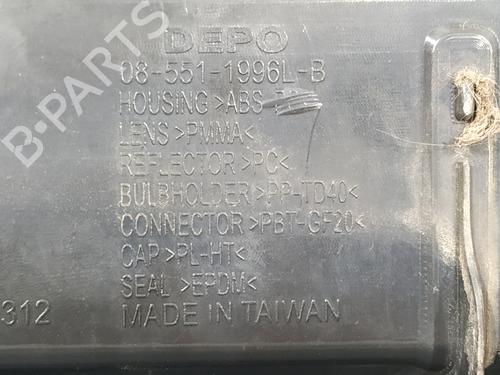 DEPO
08-551-1996L-B
HOUSING >ABS
LENS >PMMA<
REFLECTOR >PC<
BULBHOLDER >PP-TD40<
CONNECTOR >PBT-GF20<
CAP >PL-HT<
SEAL >EPDM<
312 MADE IN TAIWAN